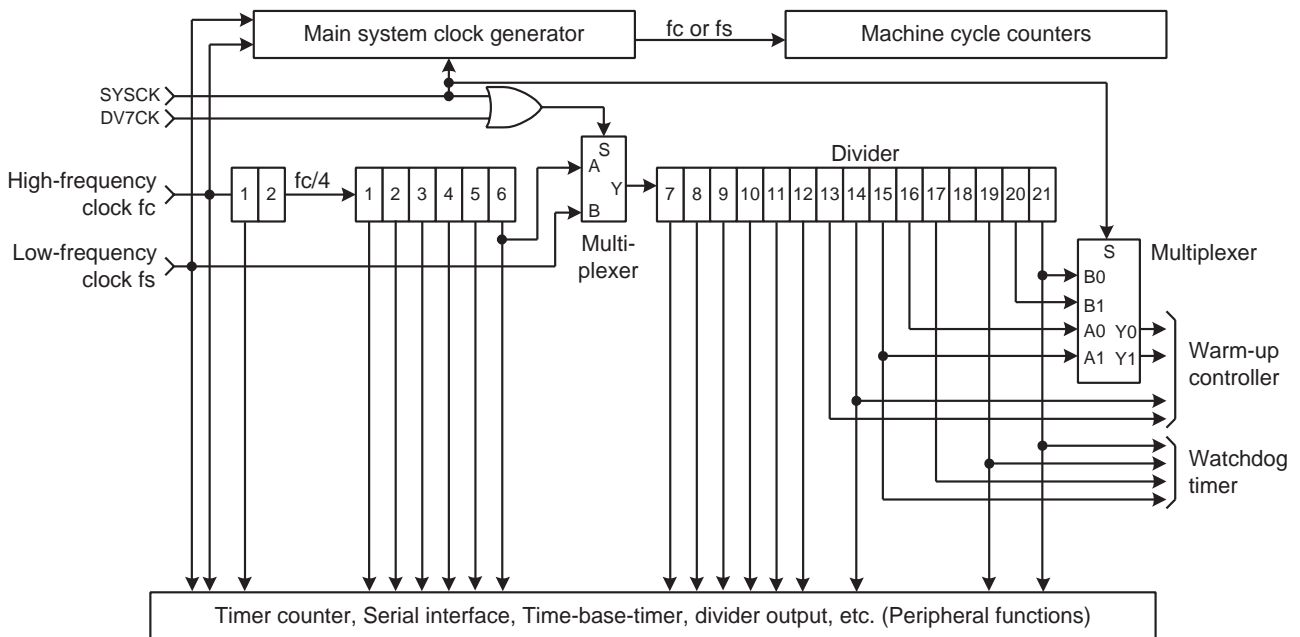 Main system clock generator
fc or fs
Machine cycle counters
SYSCK
DV7CK
High-frequency
clock fc
1 2
fc/4
1 2 3 4 5 6
S
A
Y
B
Multi-
plexer
Divider
7 8 9 10 11 12 13 14 15 16 17 18 19 20 21
Low-frequency
clock fs
S
B0
B1
A0 Y0
A1 Y1
Multiplexer
Warm-up
controller
Watchdog
timer
Timer counter, Serial interface, Time-base-timer, divider output, etc. (Peripheral functions)